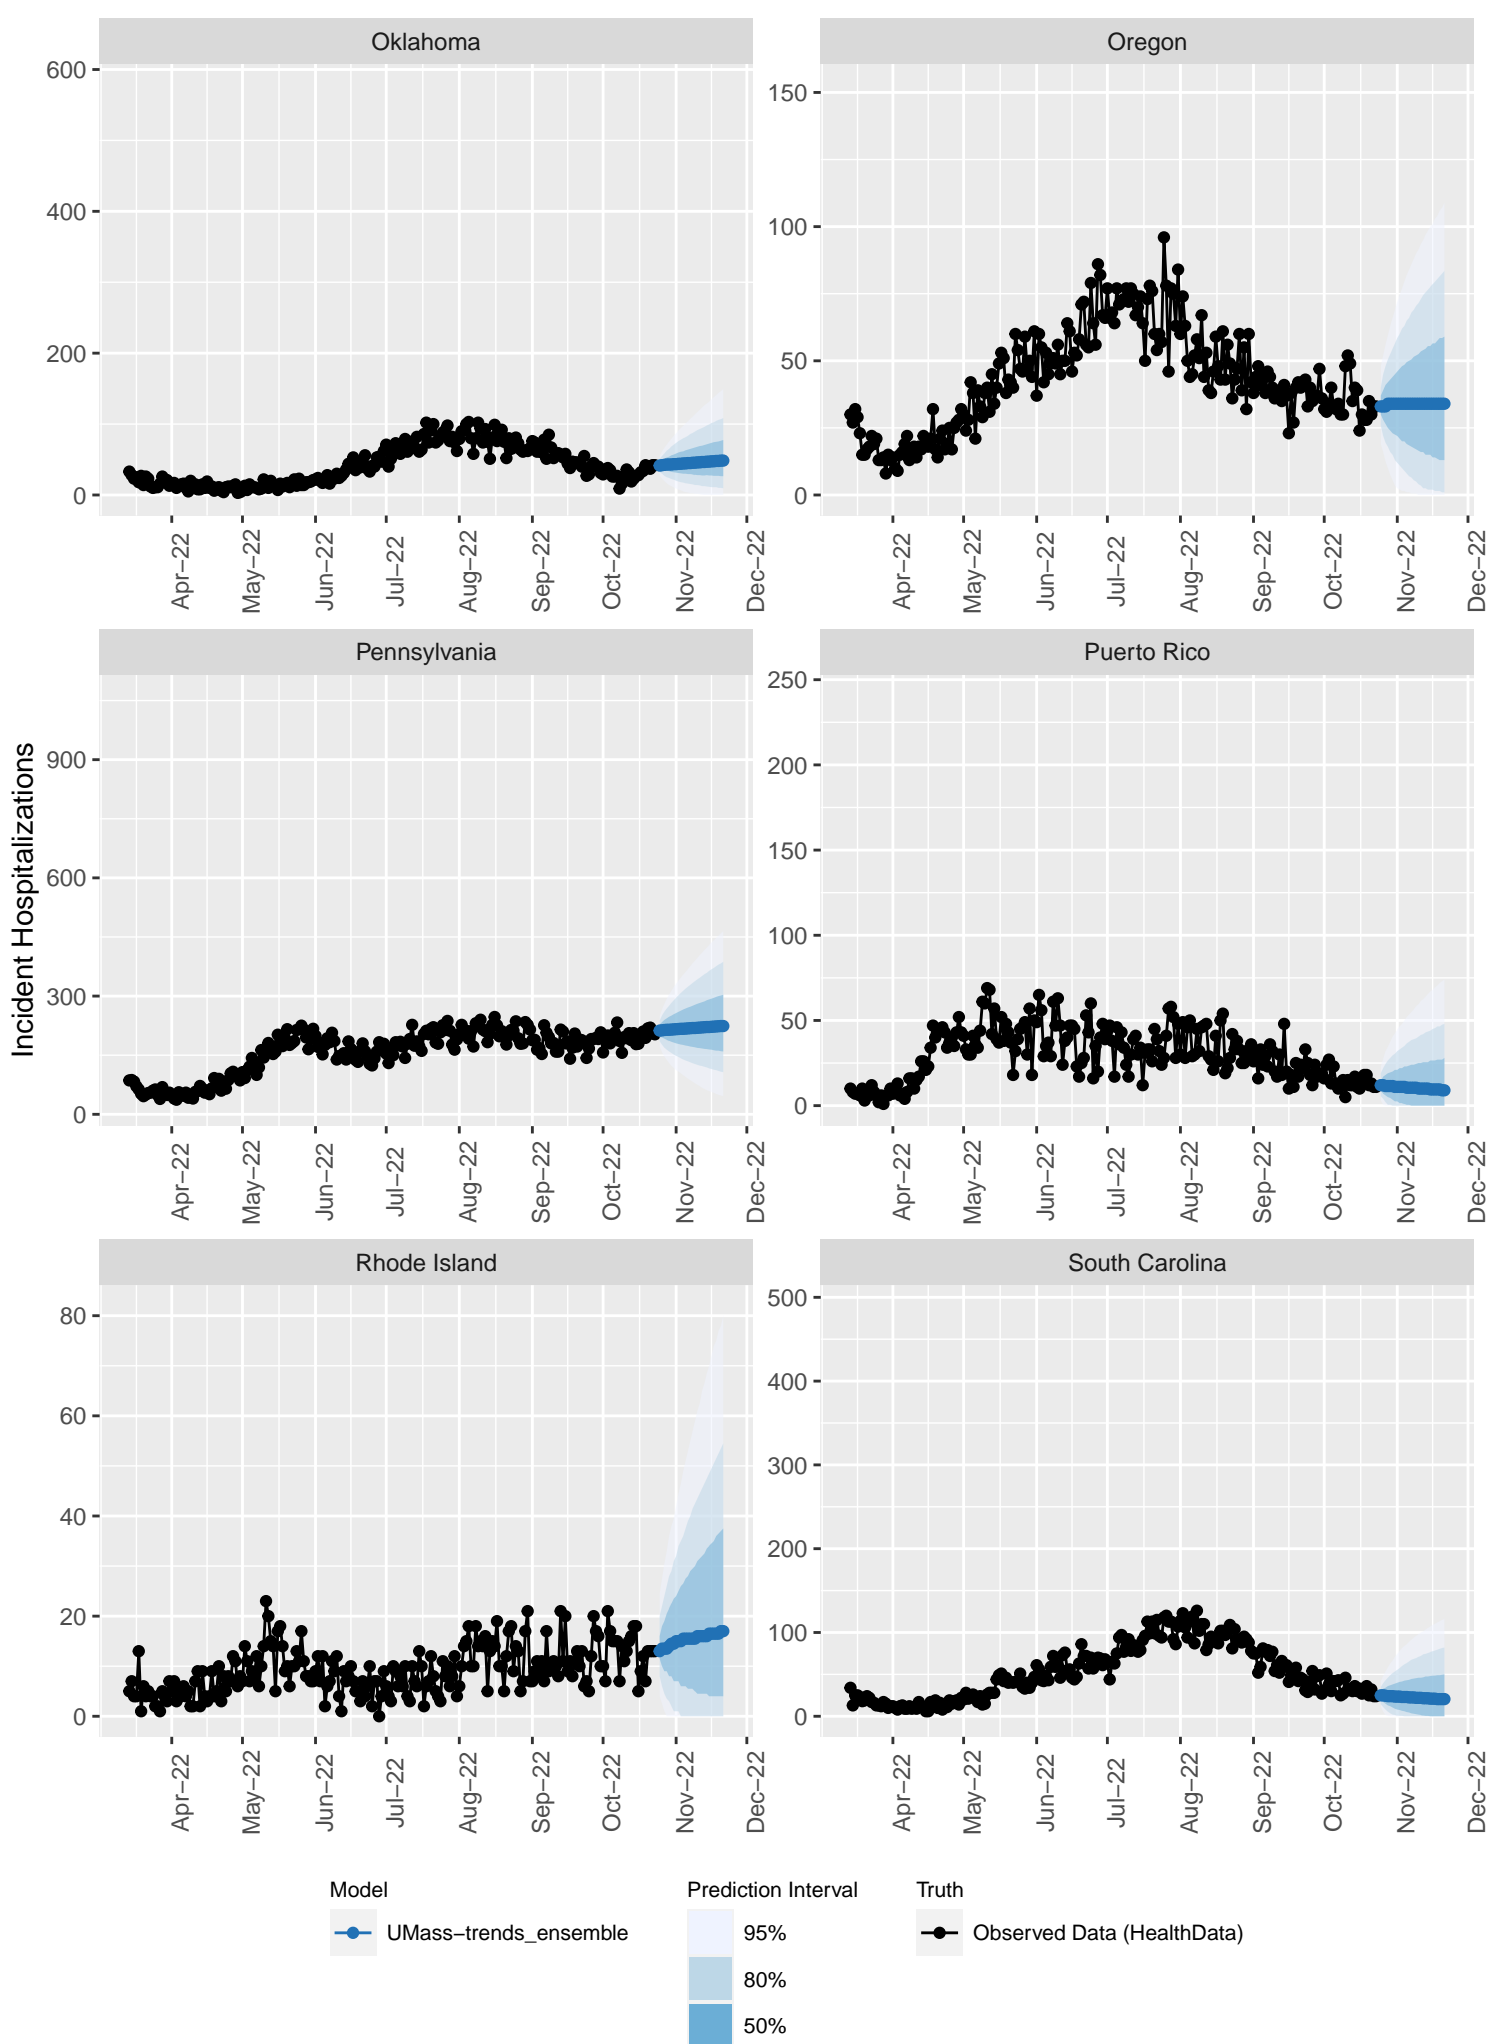 Oklahoma
Oregon
600
400
200
0
150
100
50
0
Apr−22
May−22
Jun−22
Jul−22
Aug−22
Sep−22
Oct−22
Nov−22
Dec−22
Apr−22
May−22
Jun−22
Jul−22
Aug−22
Sep−22
Oct−22
Nov−22
Dec−22
Incident Hospitalizations
Pennsylvania
Puerto Rico
900
600
300
0
250
200
150
100
50
0
Apr−22
May−22
Jun−22
Jul−22
Aug−22
Sep−22
Oct−22
Nov−22
Dec−22
Apr−22
May−22
Jun−22
Jul−22
Aug−22
Sep−22
Oct−22
Nov−22
Dec−22
Rhode Island
South Carolina
80
60
40
20
0
500
400
300
200
100
0
Apr−22
May−22
Jun−22
Jul−22
Aug−22
Sep−22
Oct−22
Nov−22
Dec−22
Apr−22
May−22
Jun−22
Jul−22
Aug−22
Sep−22
Oct−22
Nov−22
Dec−22
Model
UMass−trends_ensemble
Prediction Interval
95%
80%
50%
Truth
Observed Data (HealthData)